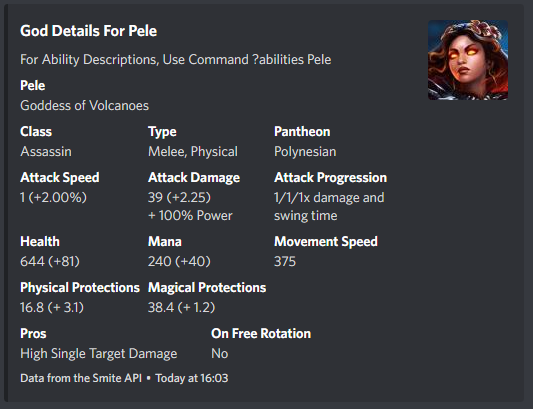 God Details For Pele
For Ability Descriptions, Use Command ?abilities Pele
Pele
Goddess of Volcanoes
Class Type Pantheon
Assassin Melee, Physical Polynesian
Attack Speed Attack Damage Attack Progression
1 (+2.00%) 39 (+2.25) 1/1/1x damage and
+ 100% Power swing time
Health Mana Movement Speed
644 (+81) 240 (+40) 375
Physical Protections Magical Protections
16.8 (+ 3.1) 38.4 (+ 1.2)
Pros On Free Rotation
High Single Target Damage No
Data from the Smite API • Today at 16:03